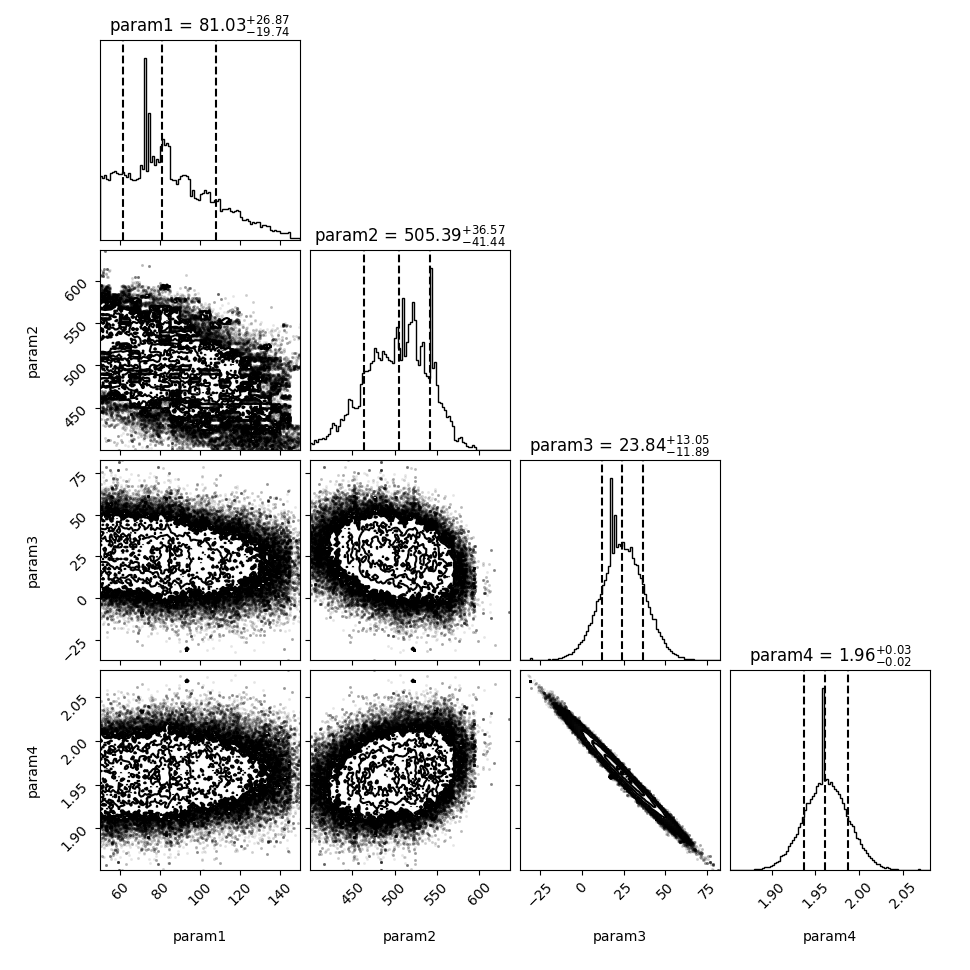 param1 = 81.03+26.87 −19.74
param2 = 505.39+36.57 −41.44
600
550
500
450
param2
param3 = 23.84+13.05 −11.89
75
50
25
0
−25
param3
param4 = 1.96+0.03 −0.02
2.05
2.00
1.95
1.90
param4
60 80 100 120 140
450 500 550 600
−25 0 25 50 75
1.90 1.95 2.00 2.05
param1 param2 param3 param4